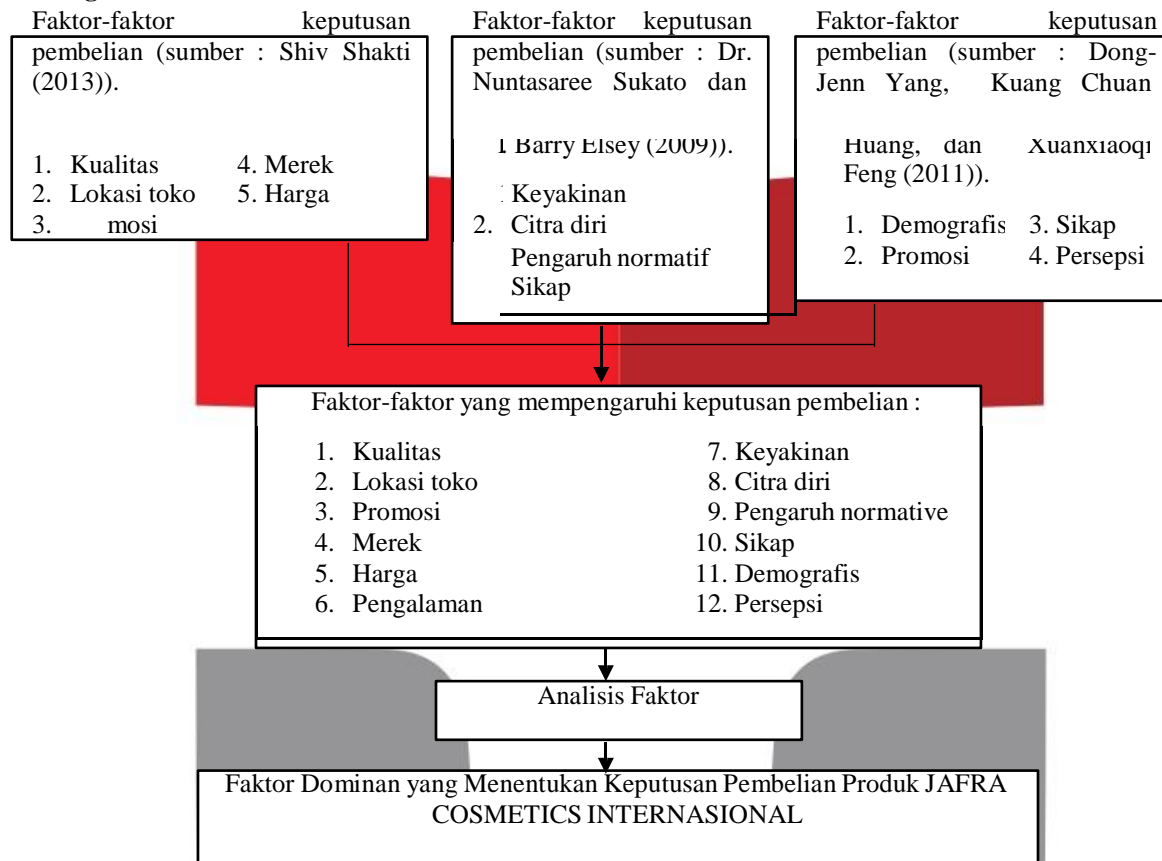 Faktor-faktor keputusan
pembelian (sumber : Shiv Shakti
(2013)).
1. Kualitas 4. Merek
2. Lokasi toko 5. Harga
3. mosi
Faktor-faktor keputusan
pembelian (sumber : Dr.
Nuntasaree Sukato dan
Barry Elsey (2009)).
Keyakinan
2. Citra diri
Pengaruh normatif
Sikap
Faktor-faktor keputusan
pembelian (sumber : Dong-
Jenn Yang, Kuang Chuan
Huang, dan Xuanxiaoqi
Feng (2011)).
1. Demografis 3. Sikap
2. Promosi 4. Persepsi
Faktor-faktor yang mempengaruhi keputusan pembelian :
1. Kualitas
2. Lokasi toko
3. Promosi
4. Merek
5. Harga
6. Pengalaman
7. Keyakinan
8. Citra diri
9. Pengaruh normative
10. Sikap
11. Demografis
12. Persepsi
Analisis Faktor
Faktor Dominan yang Menentukan Keputusan Pembelian Produk JAFRA
COSMETICS INTERNASIONAL